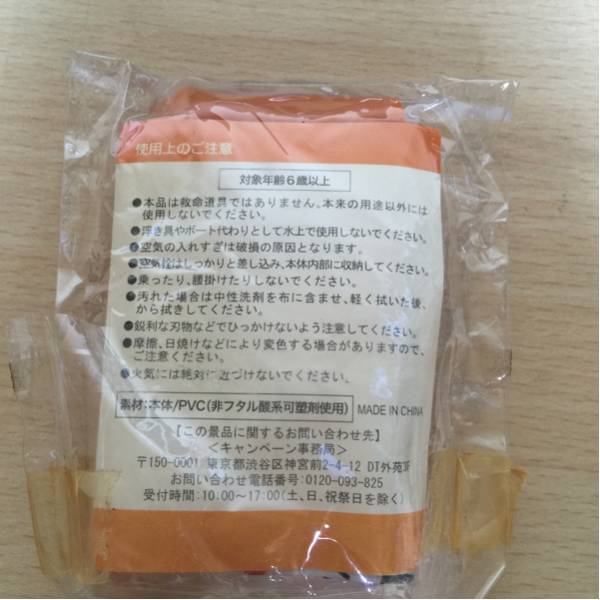 使用上のご注意
対象年齢6歳以上
●本品は救命道具ではありません。本来の用途以外には
使用しないでください。
●浮き具やボート代わりとして水上で使用しないでください。
●空気の入れすぎは破損の原因となります。
●空気栓はしっかりと差し込み、本体内部に収納してください。
●乗ったり、腰掛けたりしないでください。
●汚れた場合は中性洗剤を布に含ませ、軽く拭いた後、
から拭きしてください。
●鋭利な刃物などでひっかけないよう注意してください。
●摩擦、日焼けなどにより変色する場合がありますので、
ご注意ください。
●火気には絶対に近づけないでください。
素材:本体/PVC(非フタル酸系可塑剤使用) MADE IN CHINA
【この景品に関するお問い合わせ先】
<キャンペーン事務局>
〒150-0001 東京都渋谷区神宮前2-4-12 DT外苑3F
お問い合わせ電話番号:0120-093-825
受付時間:10:00~17:00(土、日、祝祭日を除く)